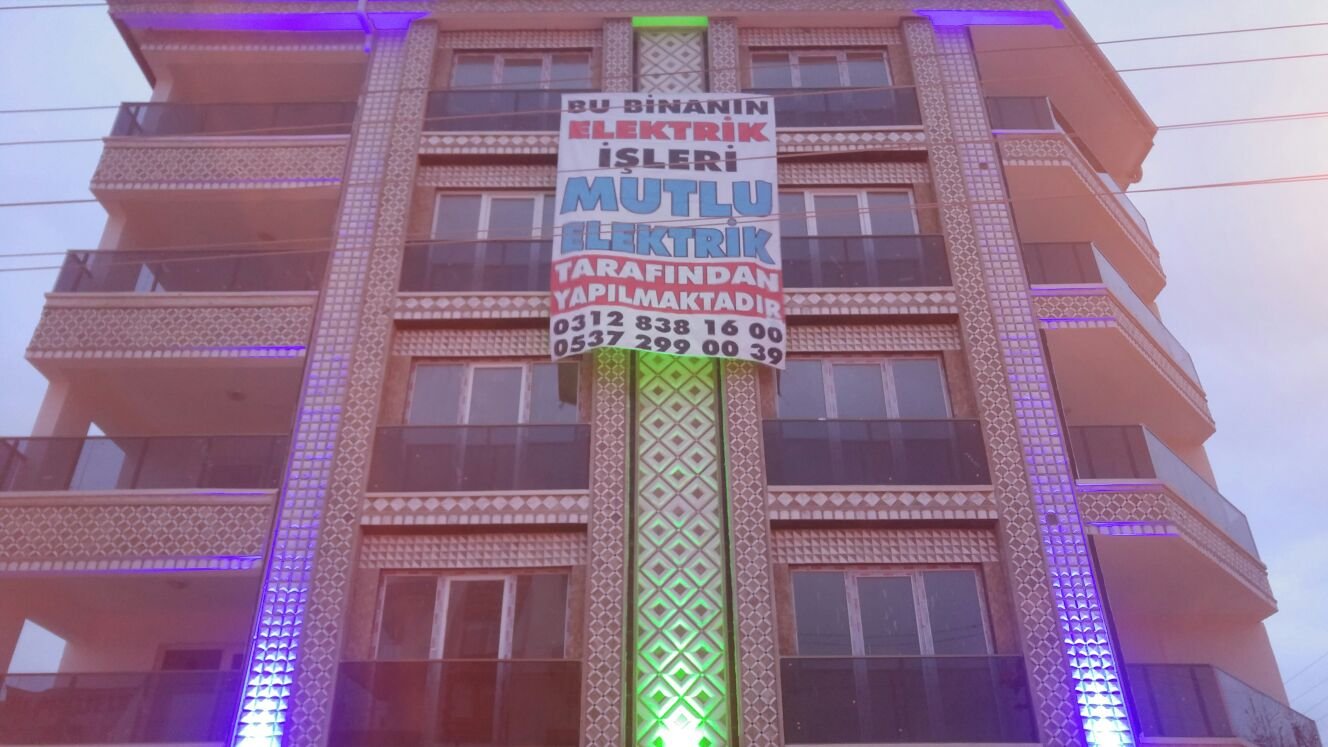 BU BİNANIN
ELEKTRİK
İŞLERİ
MUTLU
ELEKTRİK
TARAFINDAN
YAPILMAKTADIR
0312 838 16 00
0537 299 00 39